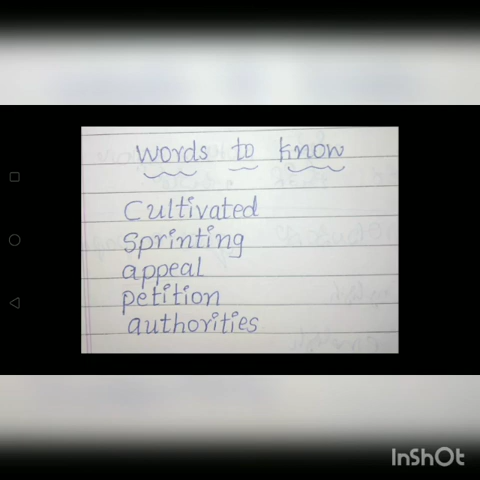 words to know
Cultivated
Sprinting
appeal
petition
authorities
InShOt